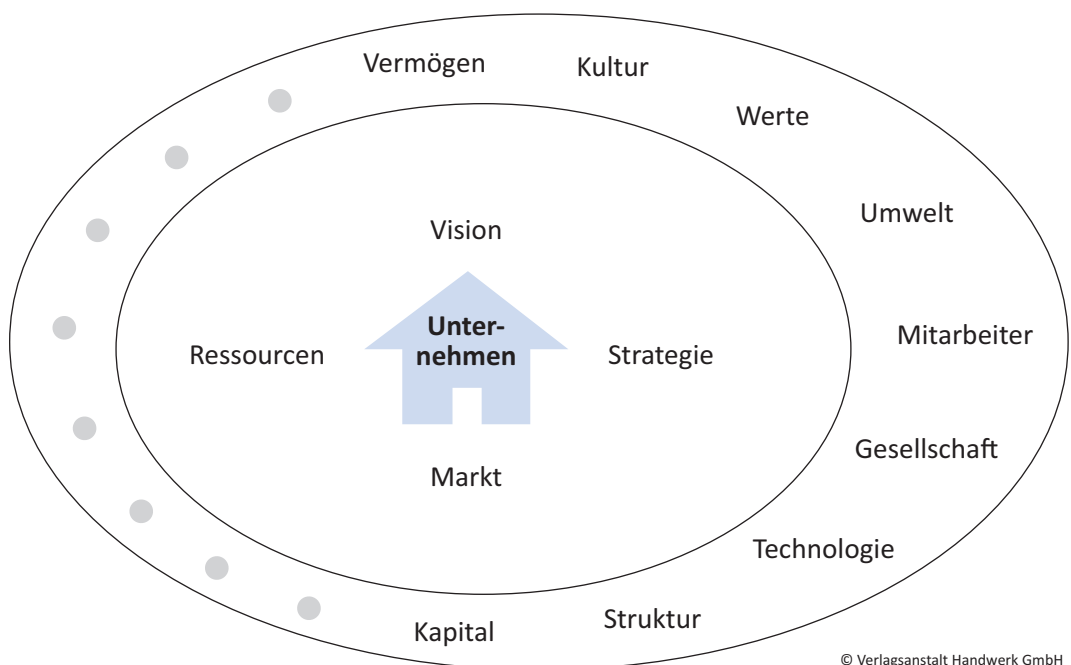 Vermögen
Kultur
Werte
Umwelt
Vision
Unter-
nehmen
Ressourcen
Strategie
Mitarbeiter
Gesellschaft
Markt
Technologie
Struktur
Kapital
© Verlagsanstalt Handwerk GmbH